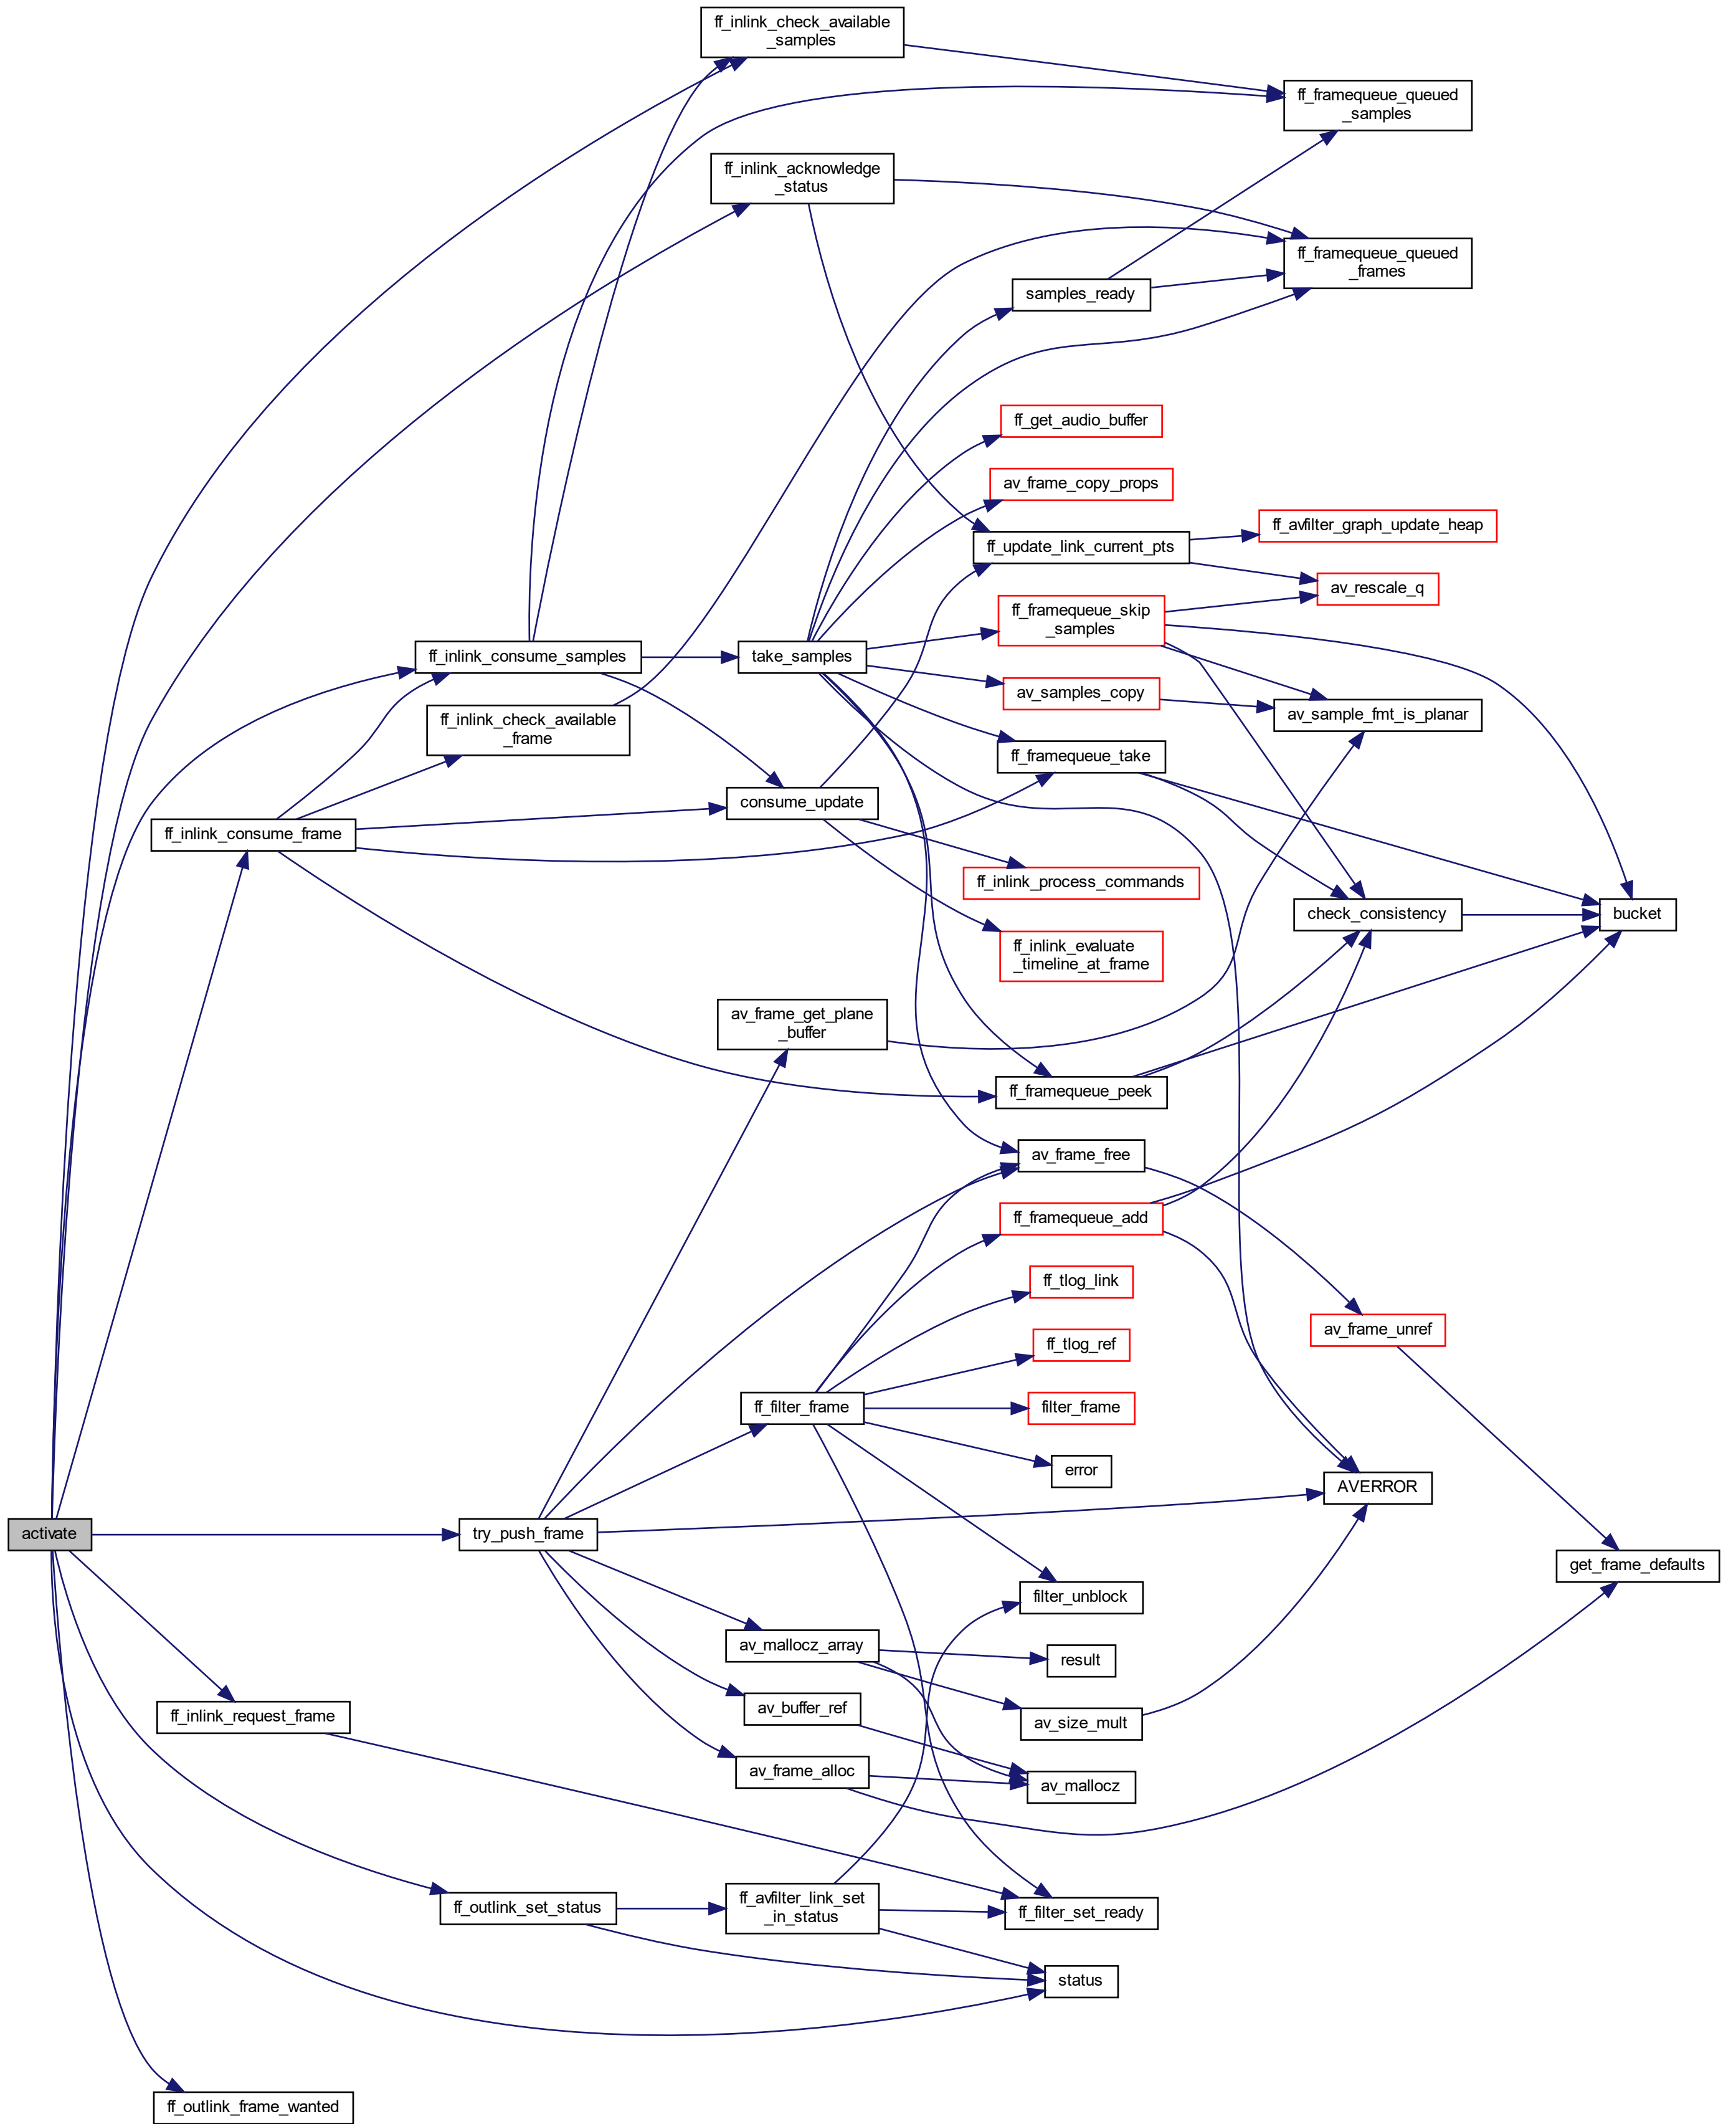 ff_inlink_check_available
_samples
ff_framequeue_queued
_samples
ff_inlink_acknowledge
_status
ff_framequeue_queued
_frames
samples_ready
ff_get_audio_buffer
av_frame_copy_props
ff_avfilter_graph_update_heap
ff_update_link_current_pts
av_rescale_q
ff_framequeue_skip
_samples
ff_inlink_consume_samples
take_samples
av_samples_copy
av_sample_fmt_is_planar
ff_inlink_check_available
_frame
ff_framequeue_take
consume_update
ff_inlink_consume_frame
ff_inlink_process_commands
check_consistency
bucket
ff_inlink_evaluate
_timeline_at_frame
av_frame_get_plane
_buffer
ff_framequeue_peek
av_frame_free
ff_framequeue_add
ff_tlog_link
av_frame_unref
ff_tlog_ref
ff_filter_frame
filter_frame
error
AVERROR
activate
try_push_frame
get_frame_defaults
filter_unblock
av_mallocz_array
result
av_buffer_ref
ff_inlink_request_frame
av_size_mult
av_frame_alloc
av_mallocz
ff_outlink_set_status
ff_avfilter_link_set
_in_status
ff_filter_set_ready
status
ff_outlink_frame_wanted